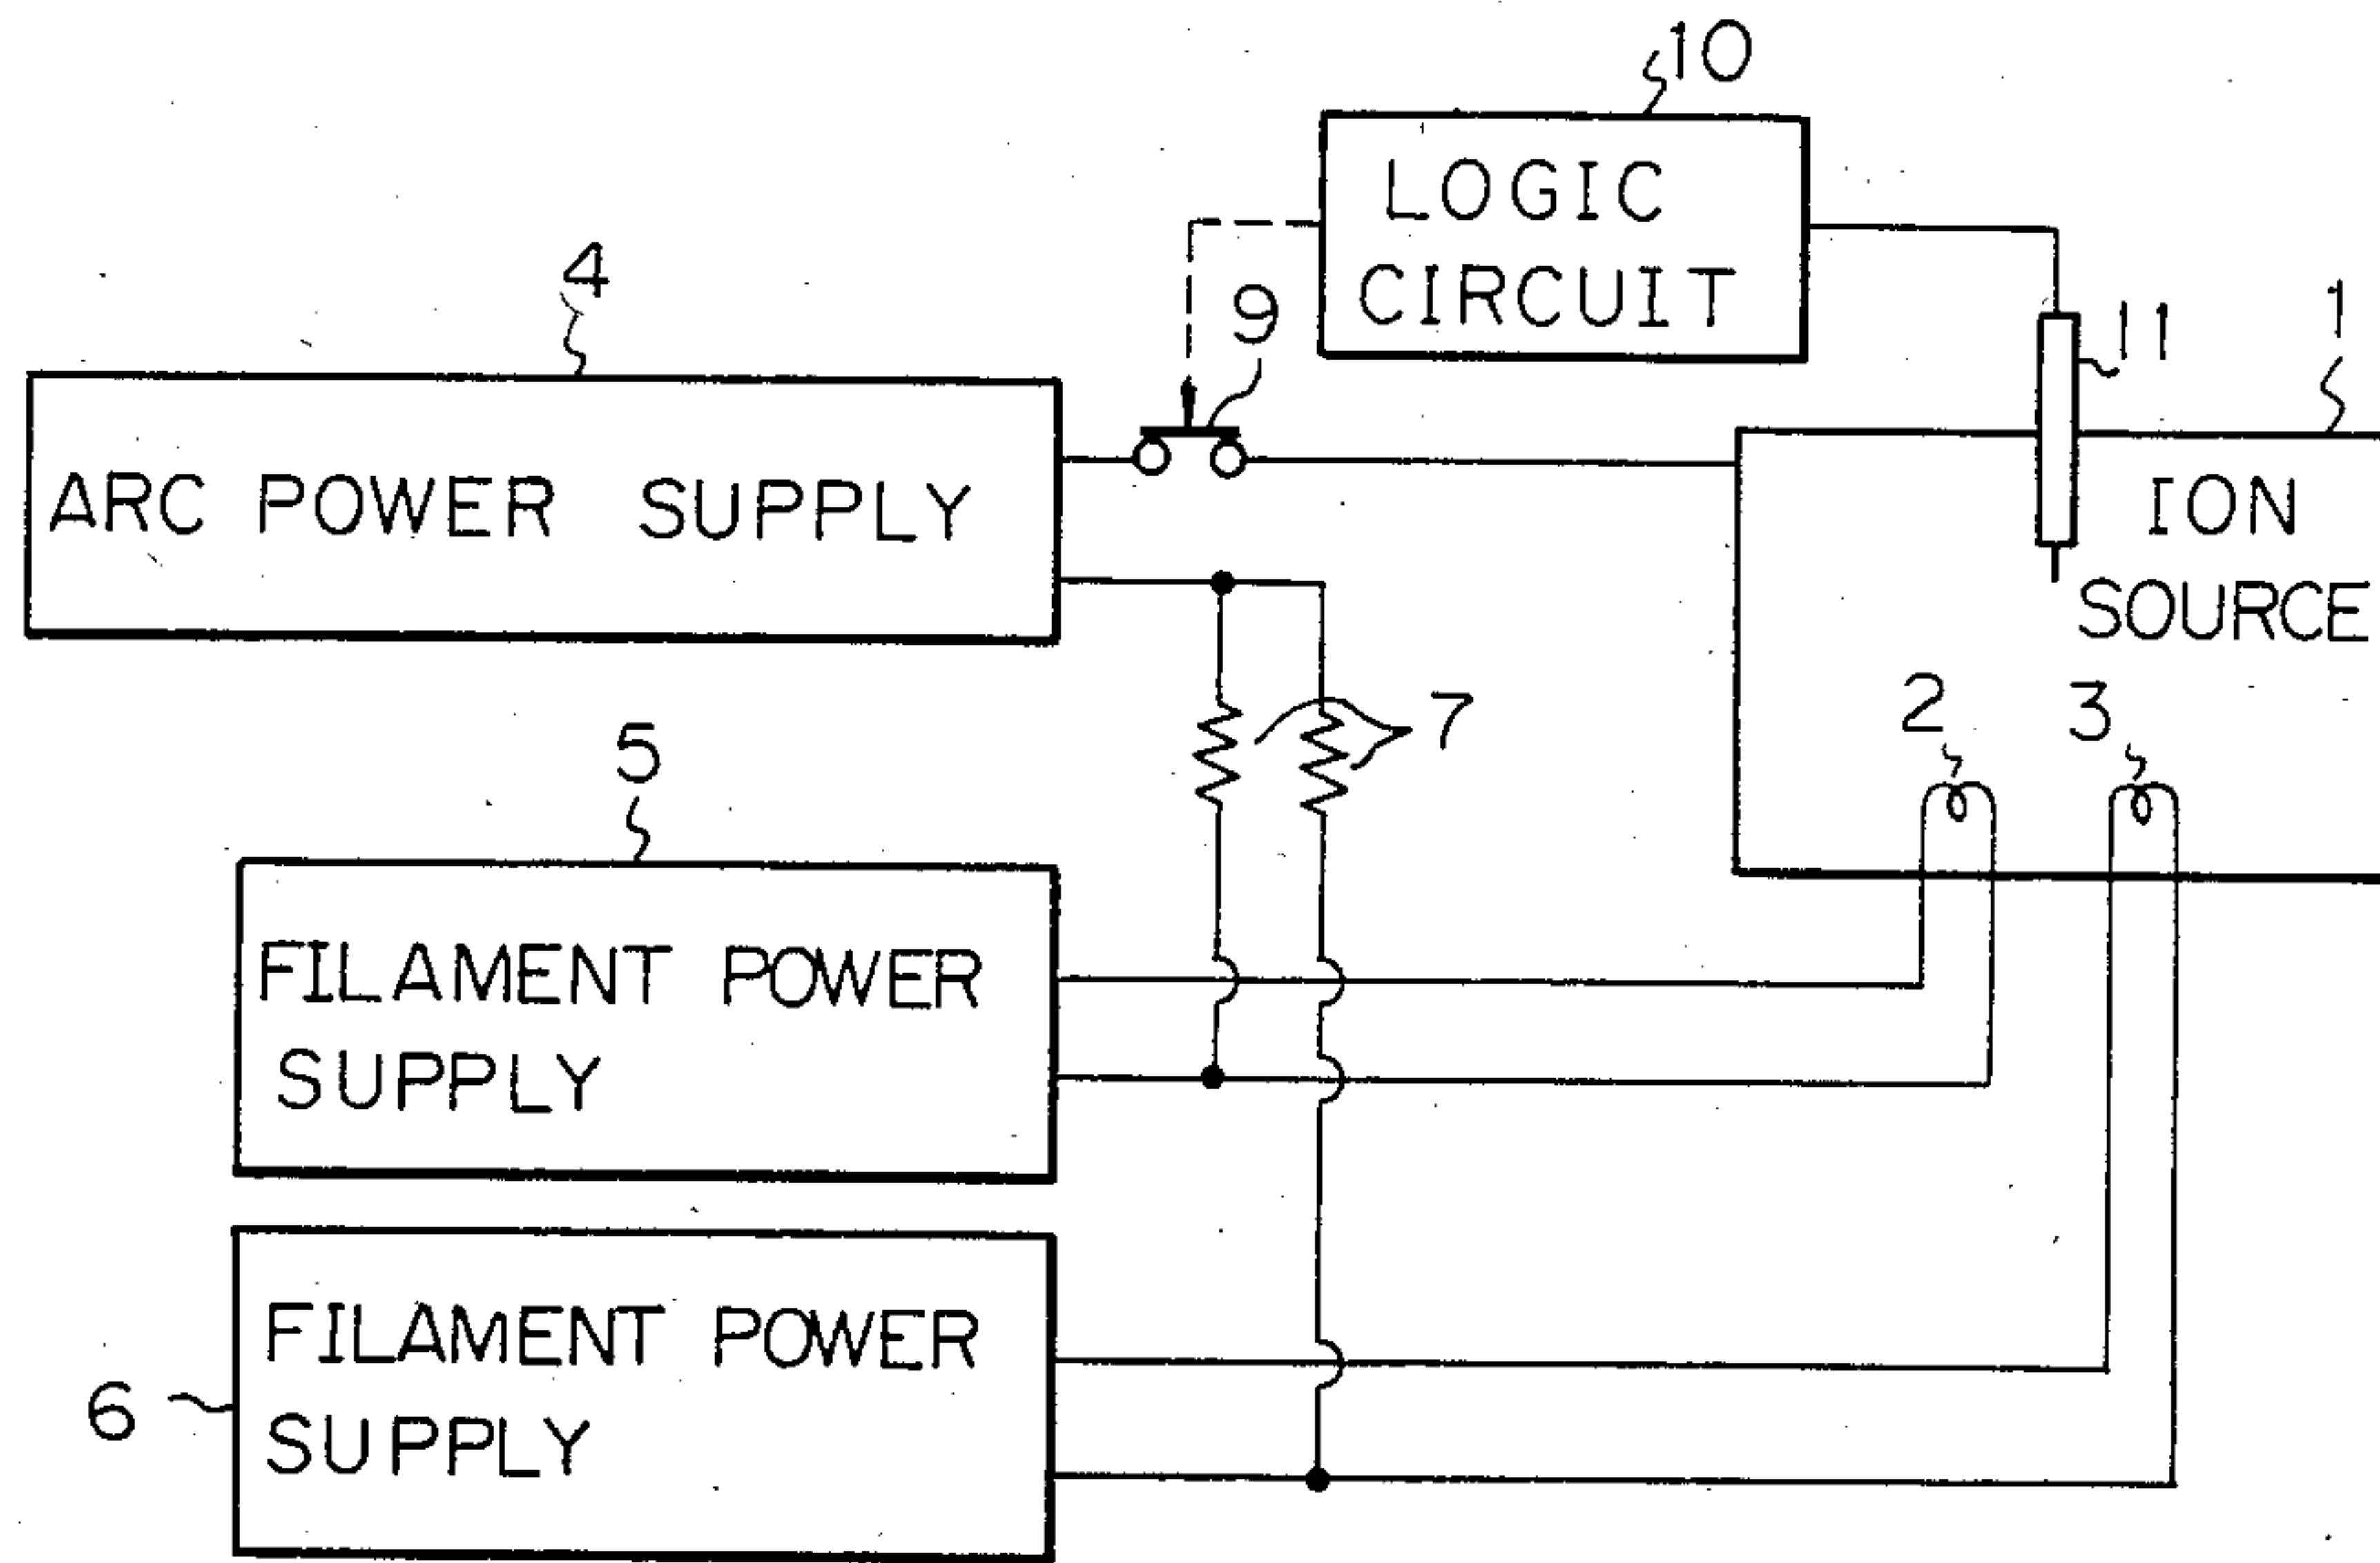 10
LOGIC
CIRCUIT
4
9
11
1
ARC POWER SUPPLY
ION
SOURCE
7
2
3
5
FILAMENT POWER
SUPPLY
FILAMENT POWER
SUPPLY
6